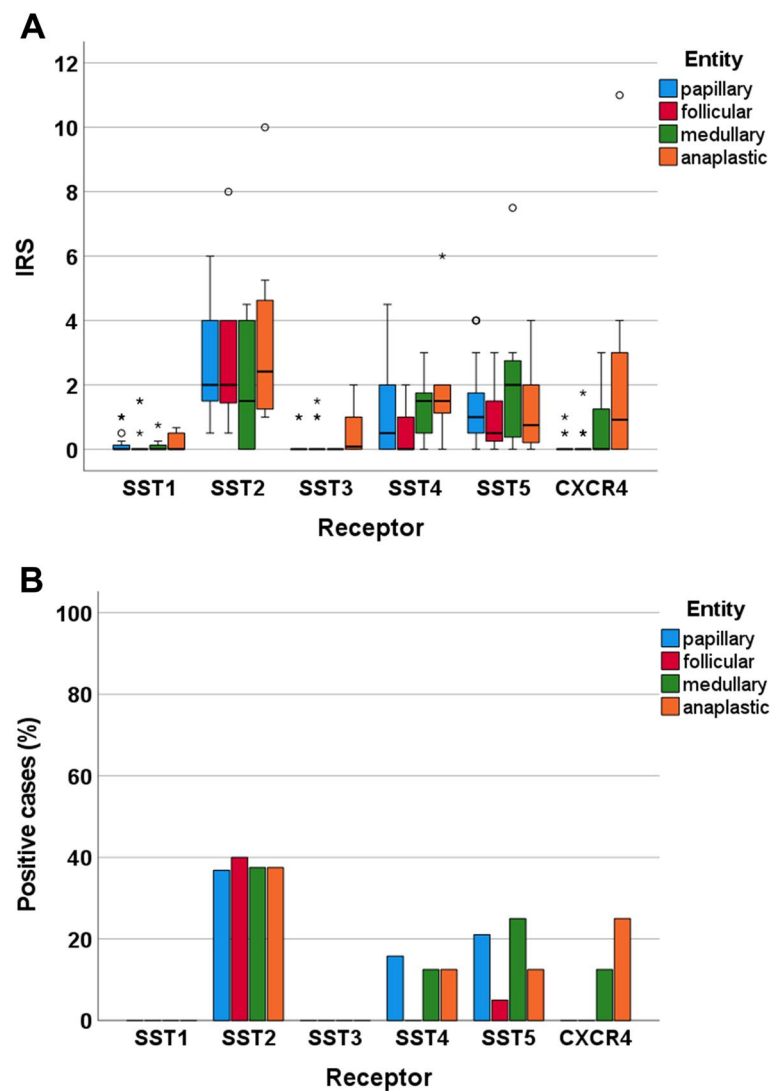 A
12
10
8
6
4
2
0
IRS
SST1 SST2 SST3 SST4 SST5 CXCR4
Receptor
Entity
papillary
follicular
medullary
anaplastic
B
100
80
60
40
20
0
Positive cases (%)
SST1 SST2 SST3 SST4 SST5 CXCR4
Receptor
Entity
papillary
follicular
medullary
anaplastic